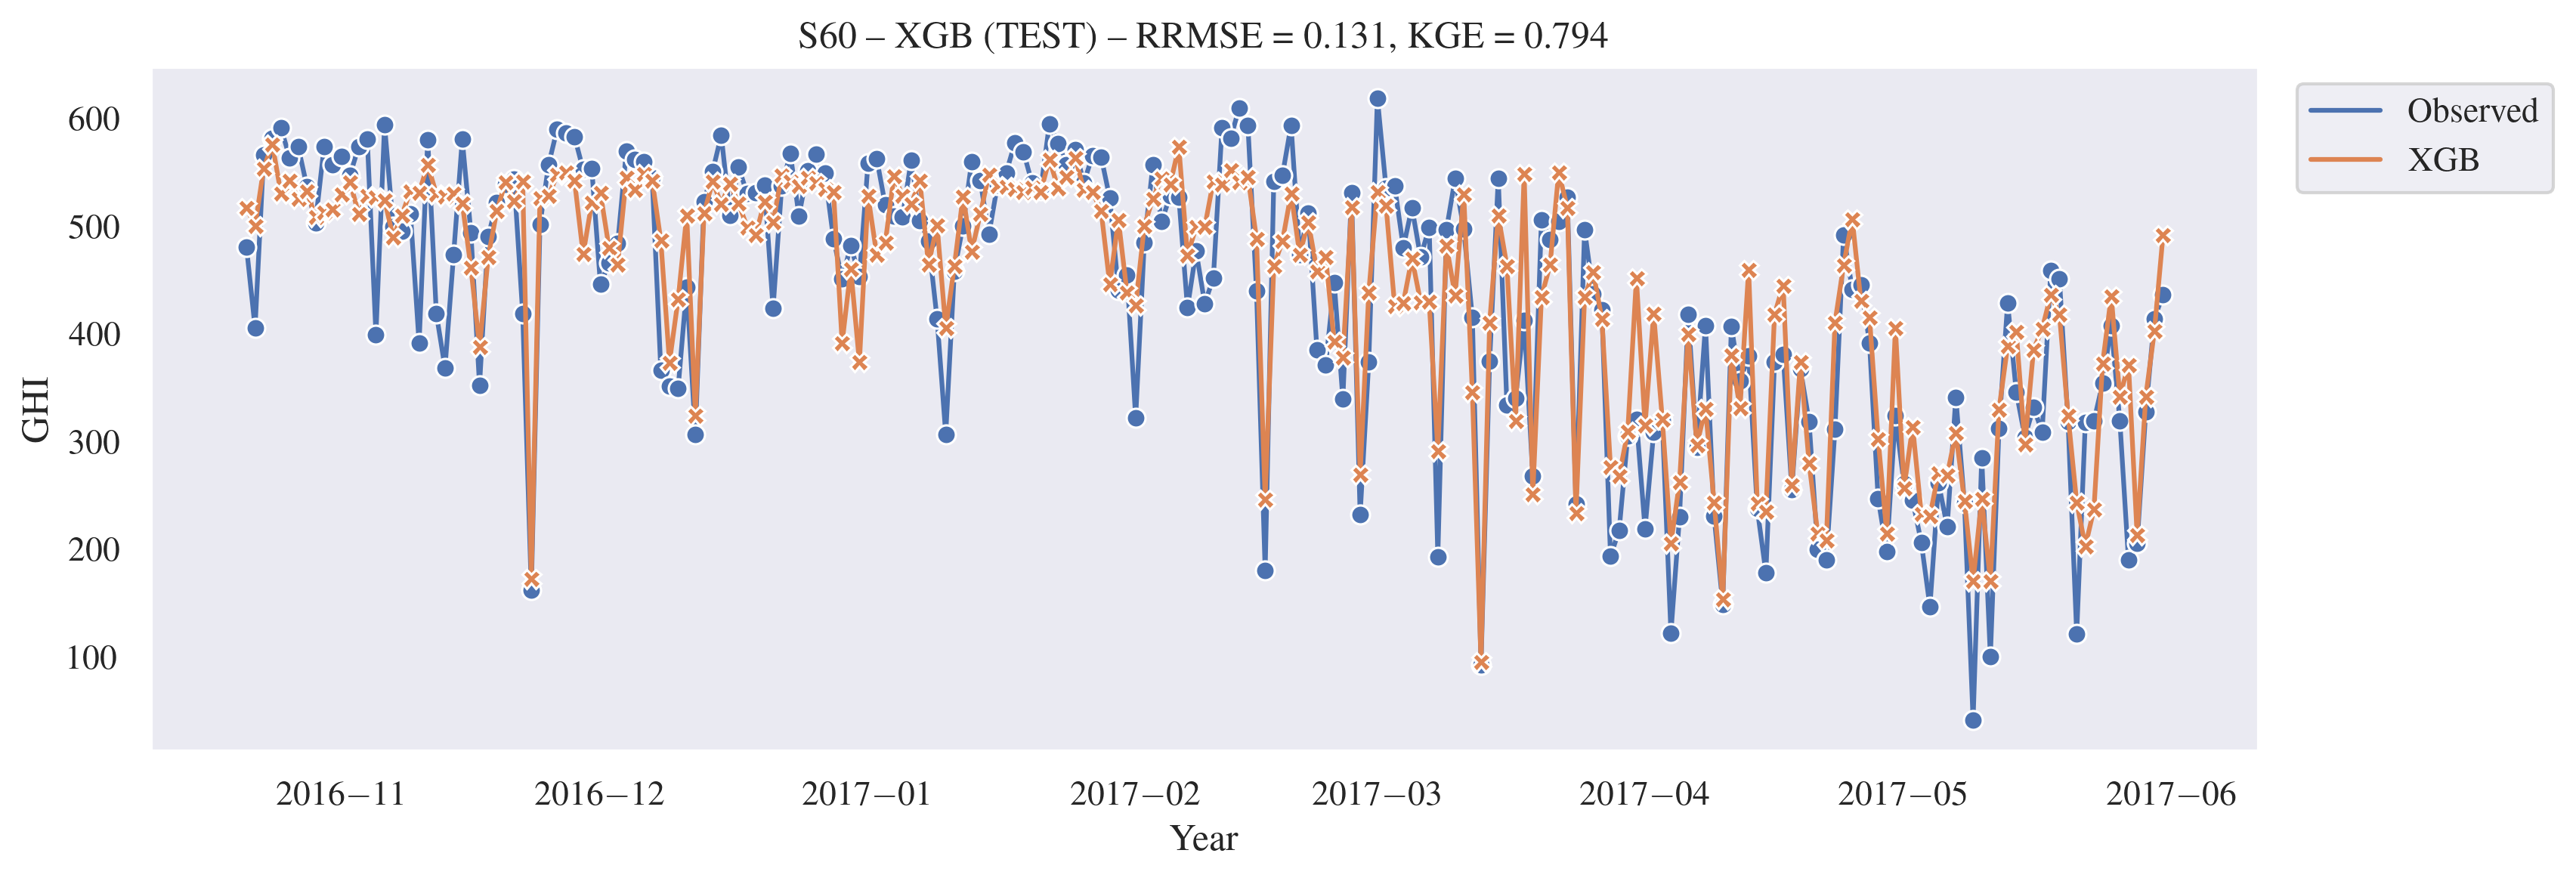 S60 – XGB (TEST) – RRMSE = 0.131, KGE = 0.794
600
500
400
300
200
100
GHI
2016−11 2016−12 2017−01 2017−02 2017−03 2017−04 2017−05 2017−06
Year
Observed
XGB